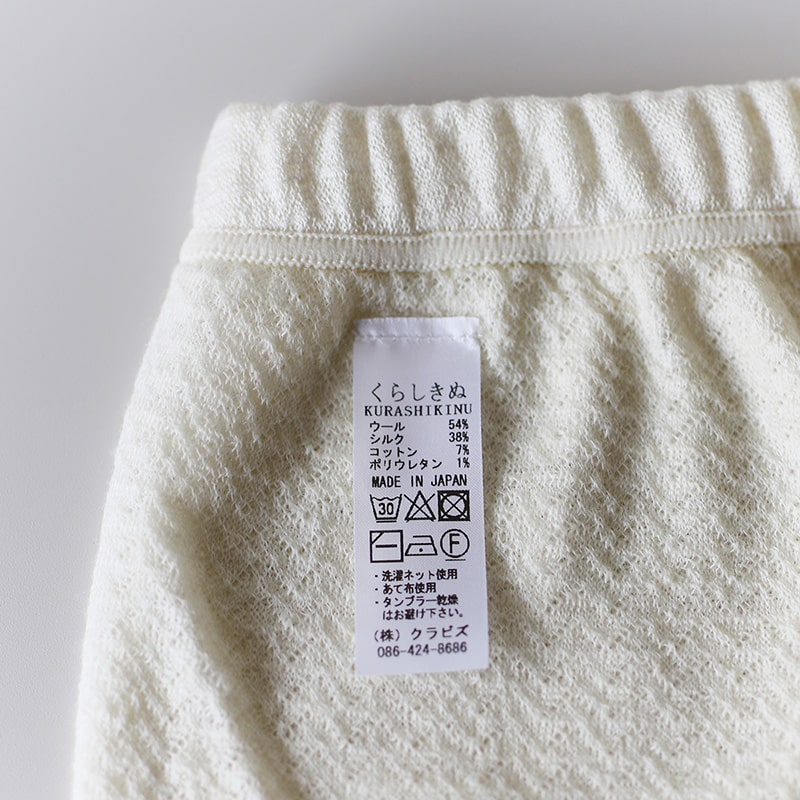 くらしきぬ
KURASHIKINU
ウール 54%
シルク 38%
コットン 7%
ポリウレタン 1%
MADE IN JAPAN
30
F
・洗濯ネット使用
・あて布使用
・タンブラー乾燥
はお避け下さい。
(株) クラビズ
086-424-8686